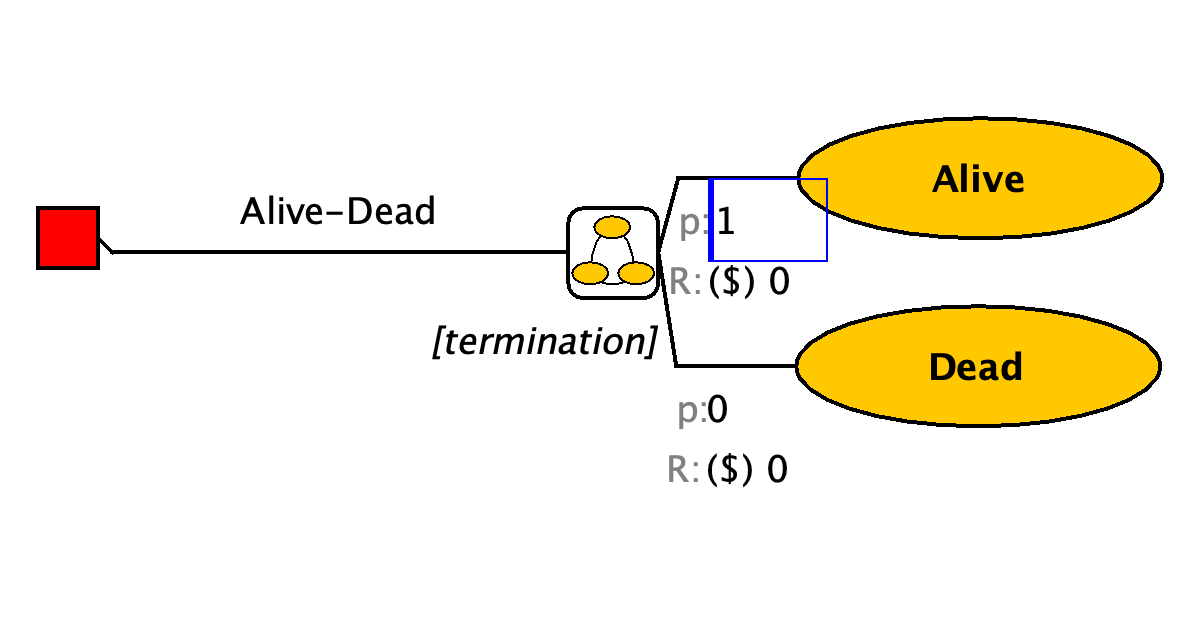 Alive
Alive-Dead
p:1
R:($) 0
[termination]
Dead
p:0
R:($) 0